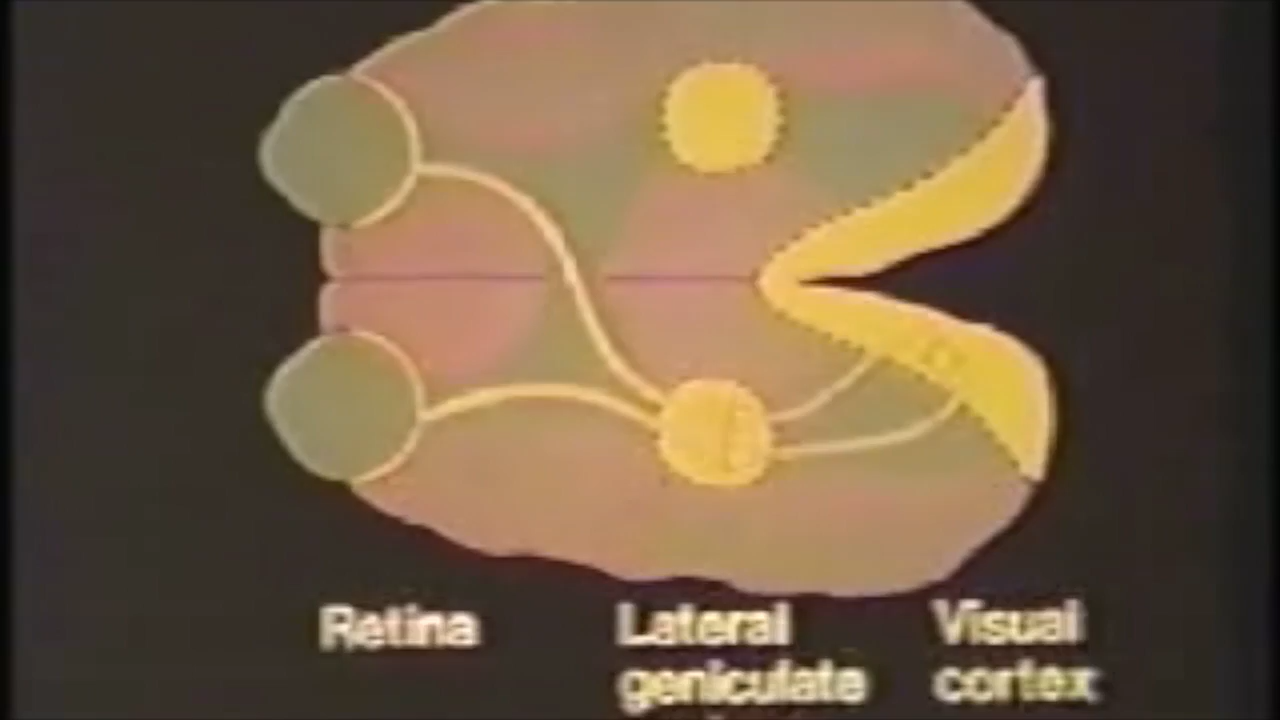 Retina
Lateral
geniculate
Visual
cortex